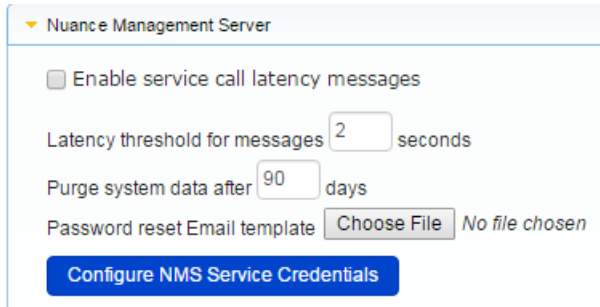 Nuance Management Server
Enable service call latency messages
Latency threshold for messages 2 seconds
Purge system data after 90 days
Password reset Email template Choose File No file chosen
Configure NMS Service Credentials